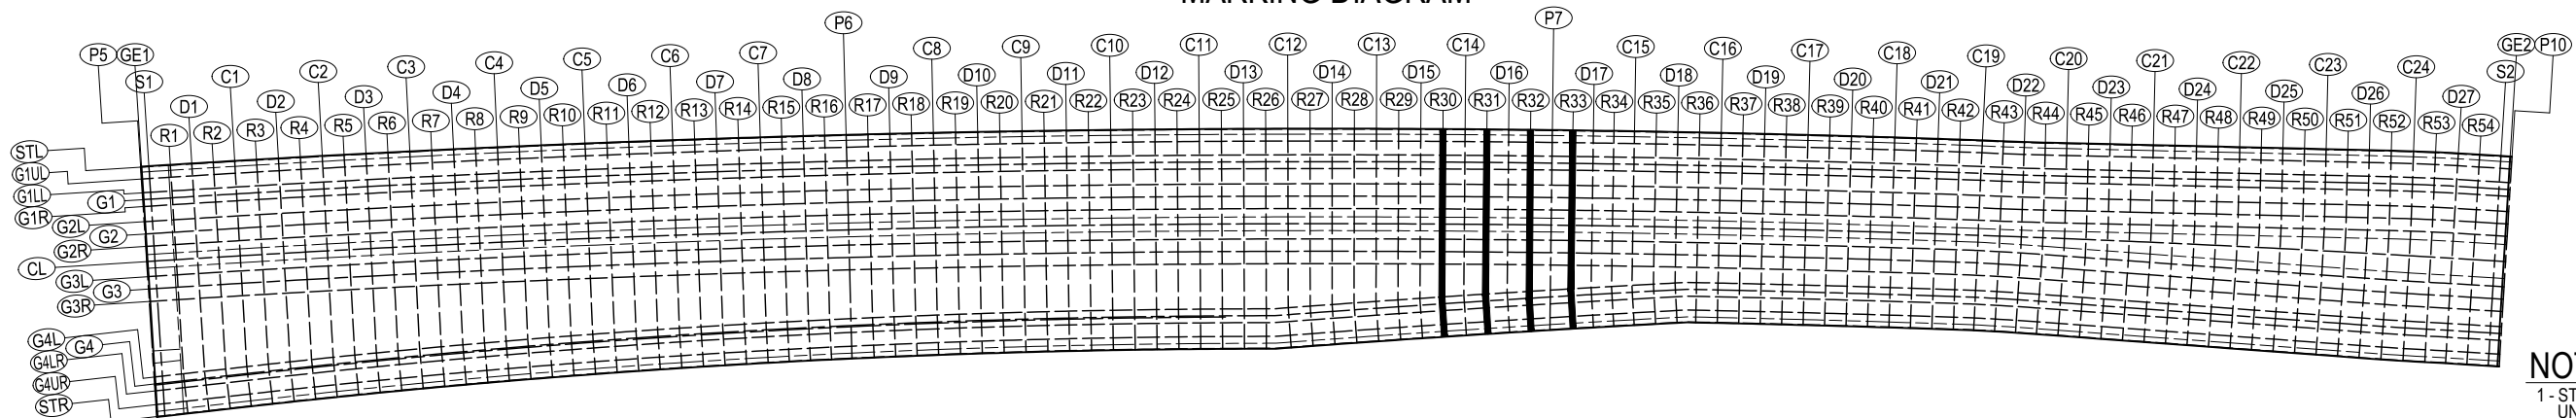 MARKING DIAGRAM
P5 GE1 S1 D1 C1 D2 C2 D3 C3 D4 C4 D5 C5 D6 C6 D7 C7 D8 P6 D9 C8 D10 C9 D11 C10 D12 C11 D13 C12 D14 C13 D15 C14 D16 P7 D17 C15 D18 C16 D19 C17 D20 C18 D21 C19 D22 C20 D23 C21 D24 C22 D25 C23 D26 C24 D27 S2 GE2 P10
R1 R2 R3 R4 R5 R6 R7 R8 R9 R10 R11 R12 R13 R14 R15 R16 R17 R18 R19 R20 R21 R22 R23 R24 R25 R26 R27 R28 R29 R30 R31 R32 R33 R34 R35 R36 R37 R38 R39 R40 R41 R42 R43 R44 R45 R46 R47 R48 R49 R50 R51 R52 R53 R54
STL
G1UL
G1LL
G1
G1R
G2L
G2
G2R
CL
G3L
G3
G3R
G4L
G4
G4LR
G4UR
STR
1 - ST